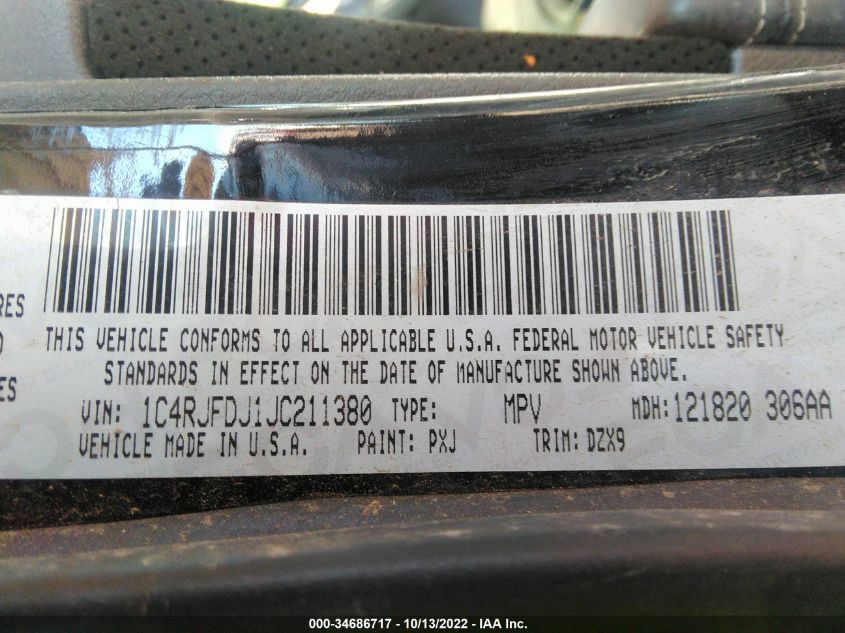 RES
ES
THIS VEHICLE CONFORMS TO ALL APPLICABLE U.S.A. FEDERAL MOTOR VEHICLE SAFETY
STANDARDS IN EFFECT ON THE DATE OF MANUFACTURE SHOWN ABOVE.
VIN: 1C4RJFDJ1JC211380 TYPE: MPV MDH:121820 306AA
VEHICLE MADE IN U.S.A. PAINT: PXJ TRIM: DZX9
000-34686717 - 10/13/2022 - IAA Inc.